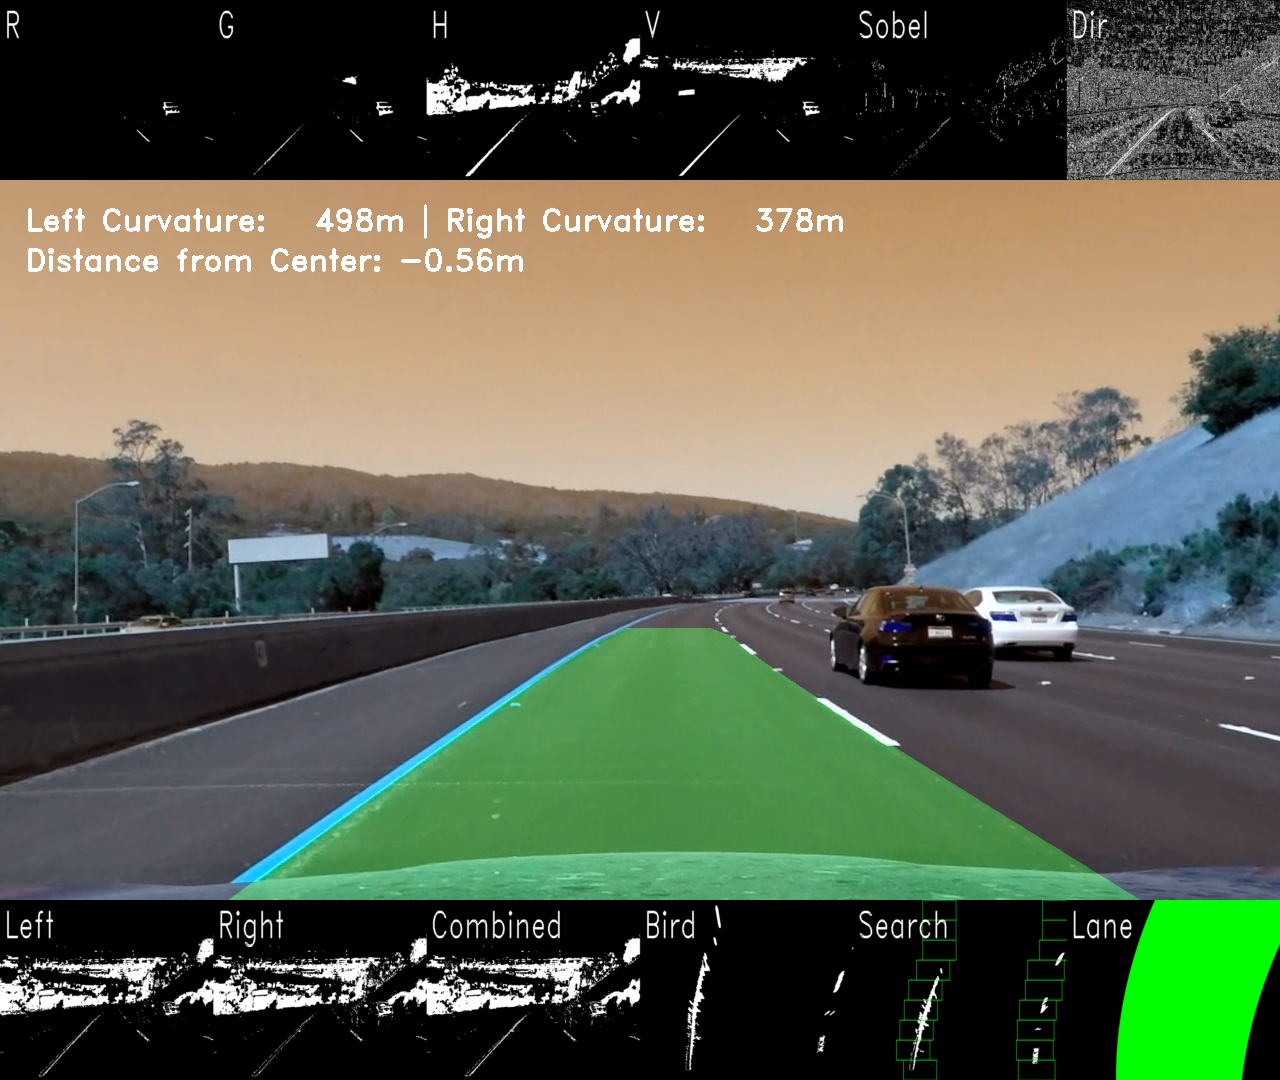 R G H V Sobel Dir
Left Curvature: 498m | Right Curvature: 378m
Distance from Center: -0.56m
Left Right Combined Bird Search Lane